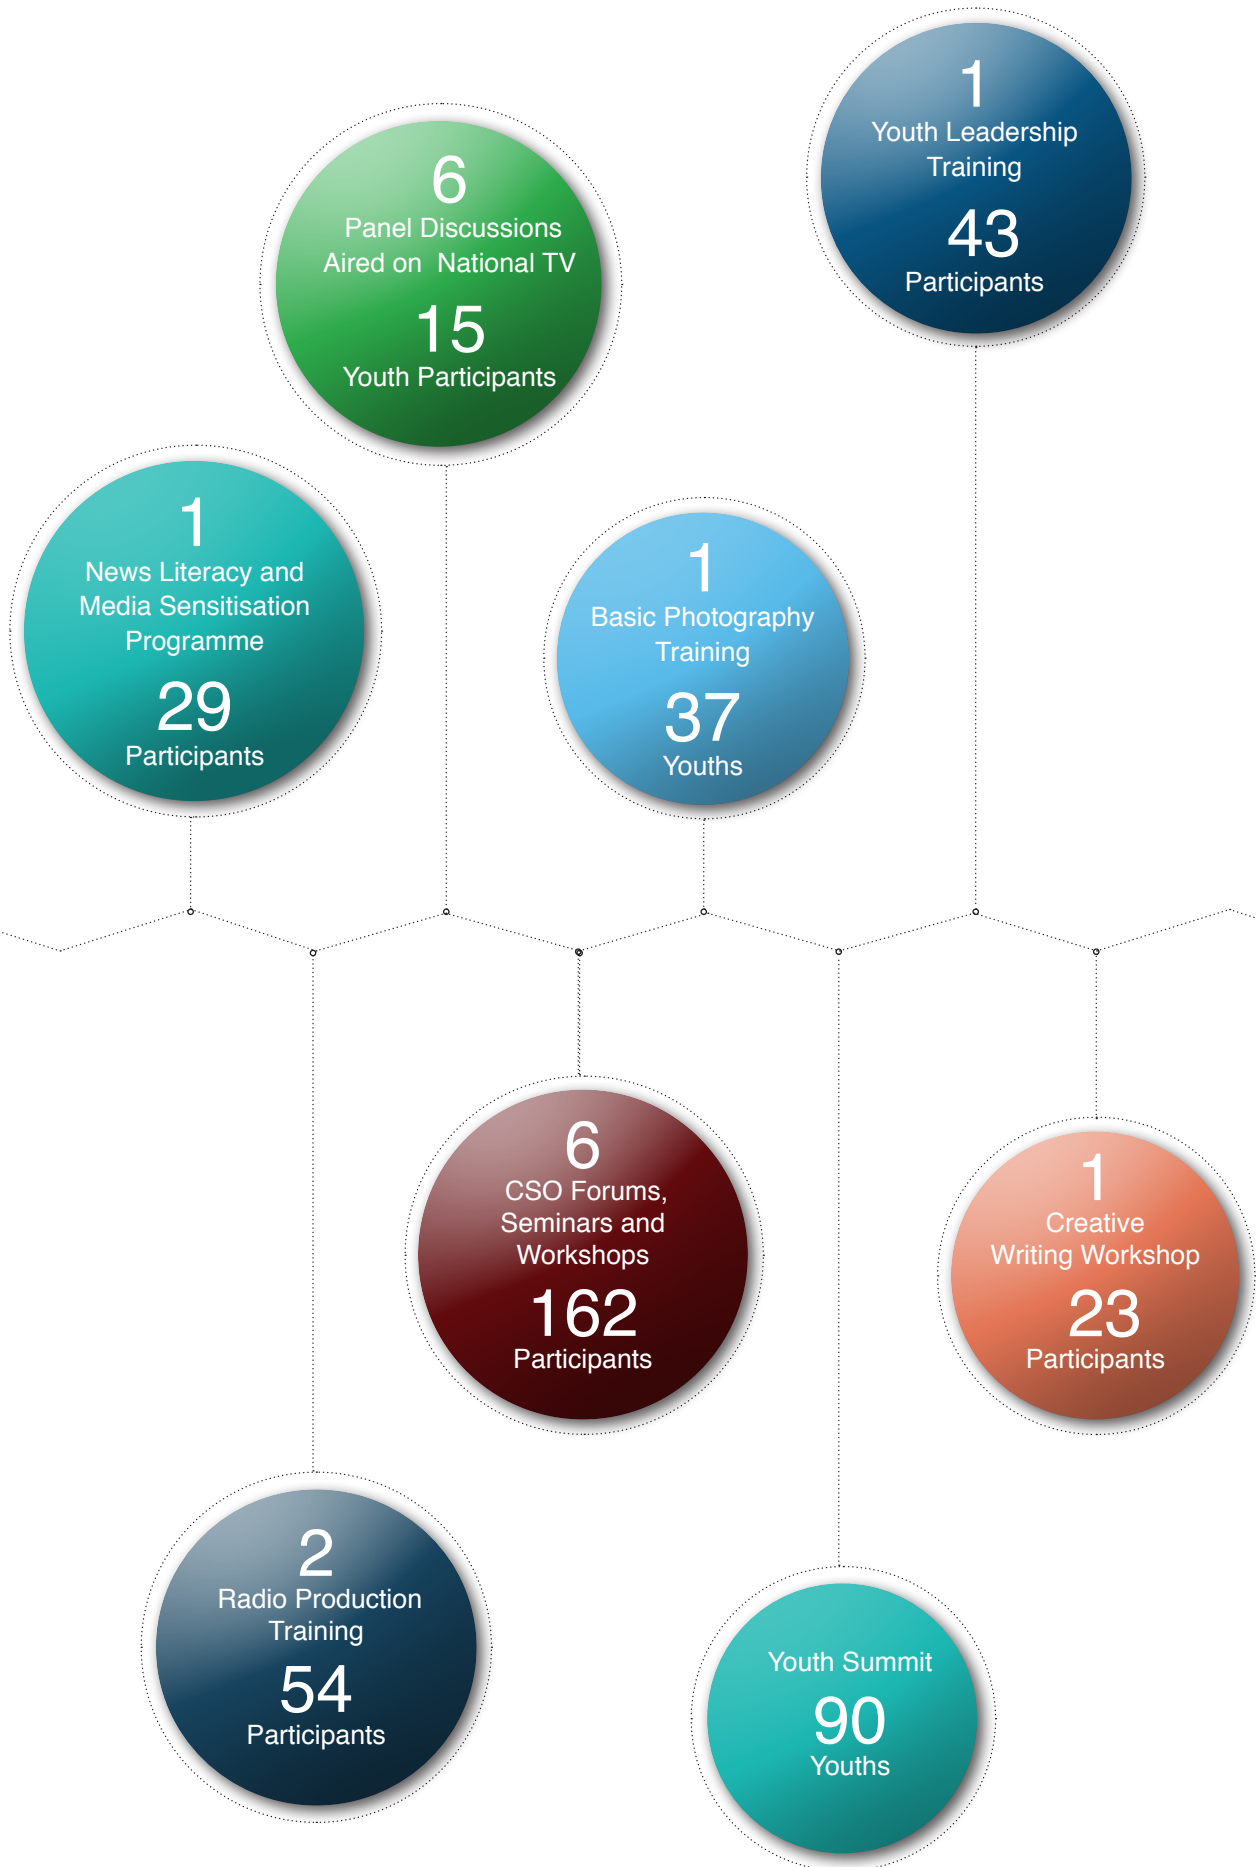 1
Youth Leadership
Training
43
Participants
6
Panel Discussions
Aired on National TV
15
Youth Participants
1
News Literacy and
Media Sensitisation
Programme
29
Participants
1
Basic Photography
Training
37
Youths
6
CSO Forums,
Seminars and
Workshops
162
Participants
1
Creative
Writing Workshop
23
Participants
2
Radio Production
Training
54
Participants
Youth Summit
90
Youths